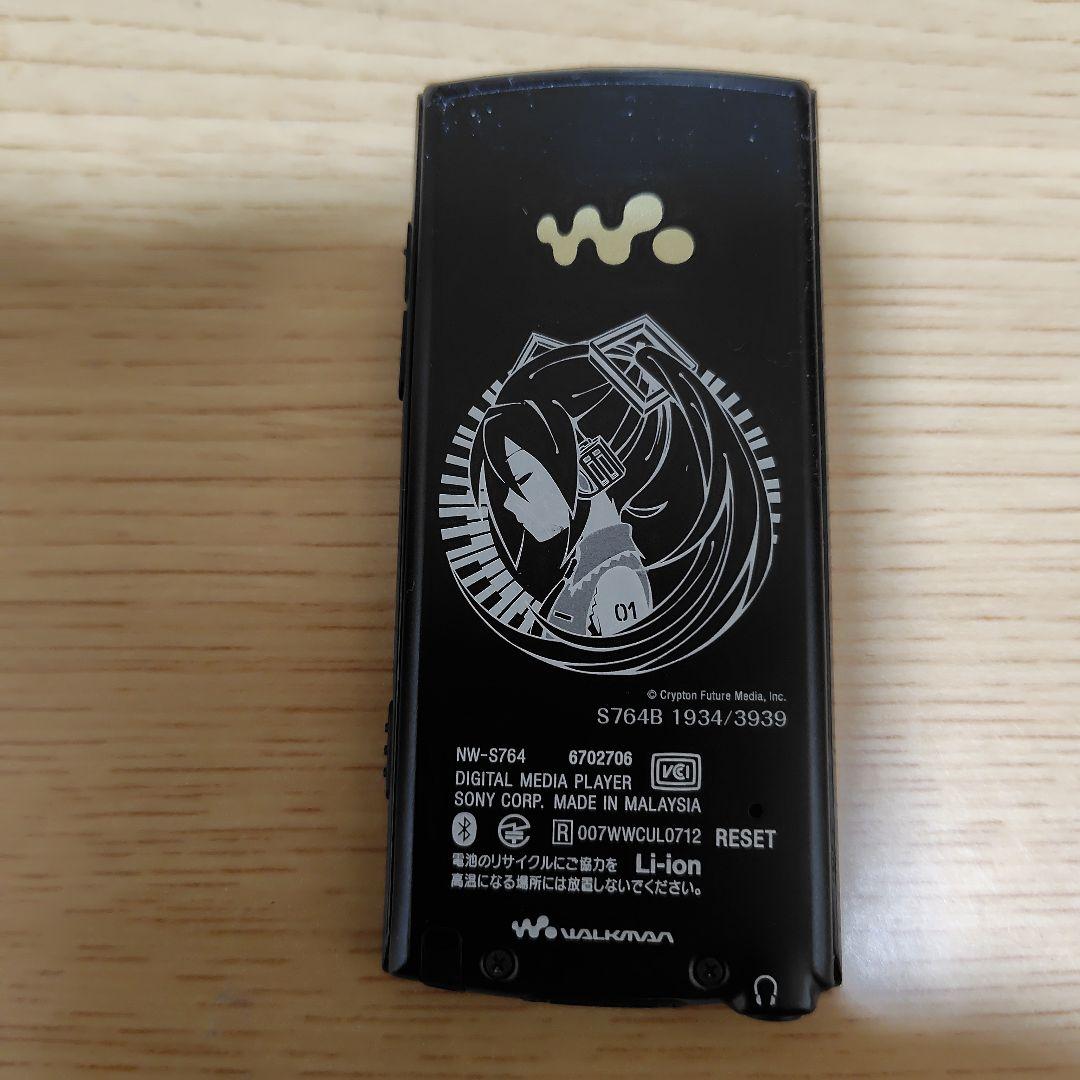 01
© Crypton Future Media, Inc.
S764B 1934/3939
NW-S764 6702706 VCCI
DIGITAL MEDIA PLAYER
SONY CORP. MADE IN MALAYSIA
R 007WWCUL0712 RESET
電池のリサイクルにご協力を Li-ion
高温になる場所には放置しないでください。
WALKMAN